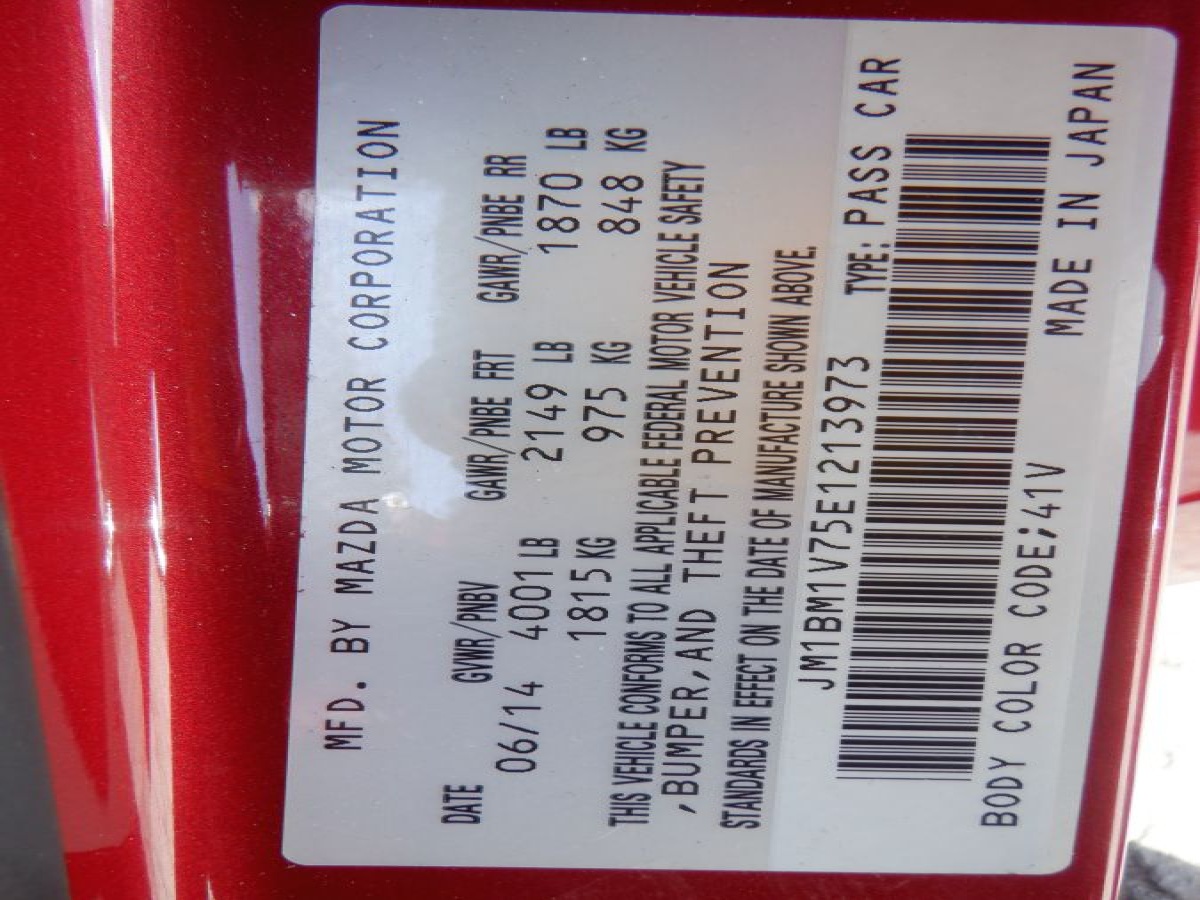 MFD. BY MAZDA MOTOR CORPORATION
DATE GVWR/PNBV GAWR/PNBE FRT GAWR/PNBE RR
06/14 4001 LB 2149 LB 1870 LB
1815 KG 975 KG 848 KG
THIS VEHICLE CONFORMS TO ALL APPLICABLE FEDERAL MOTOR VEHICLE SAFETY
,BUMPER,AND THEFT PREVENTION
STANDARDS IN EFFECT ON THE DATE OF MANUFACTURE SHOWN ABOVE.
JM1BM1V75E1213973 TYPE: PASS CAR
BODY COLOR CODE;41V MADE IN JAPAN